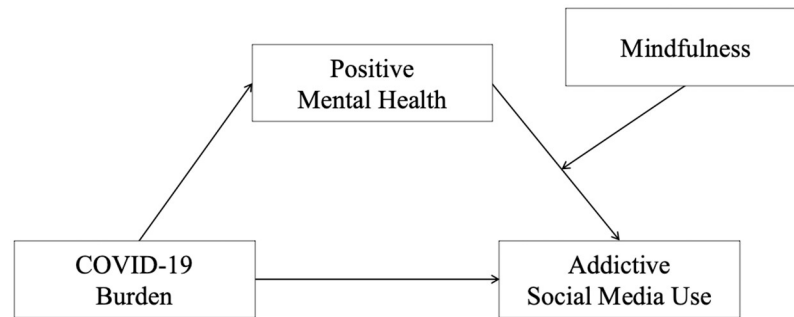 Mindfulness
Positive
Mental Health
COVID-19
Burden
Addictive
Social Media Use